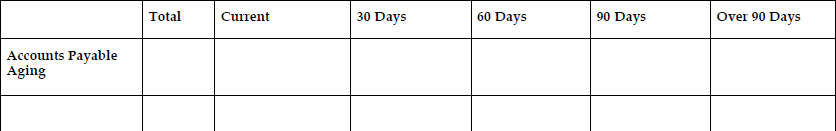 Total Current 30 Days 60 Days 90 Days Over 90 Days
Accounts Payable
Aging